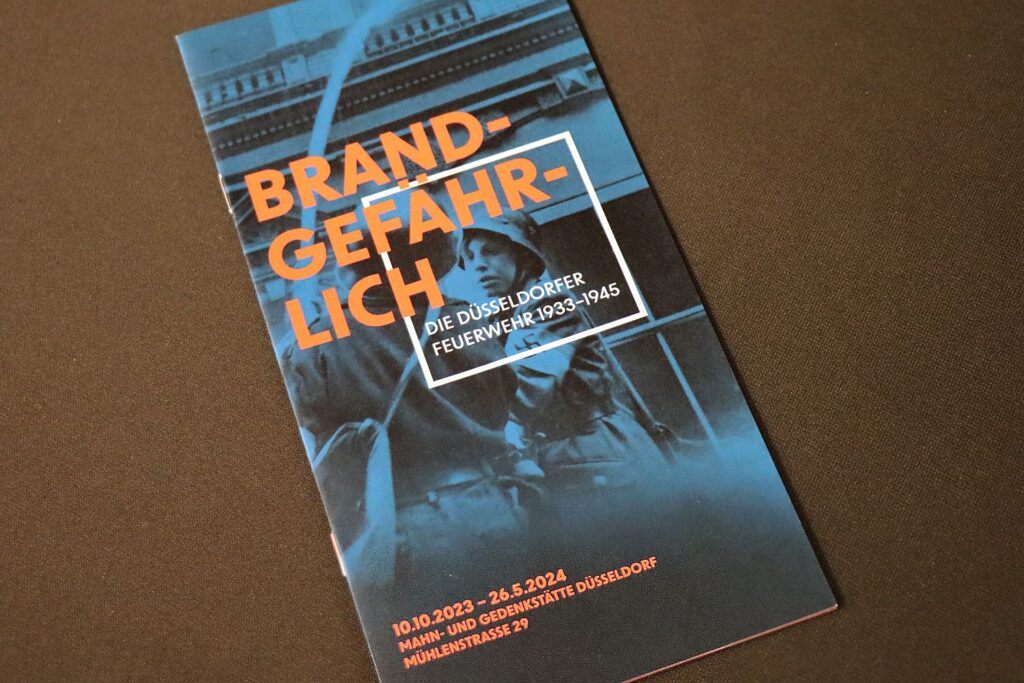 BRAND-
GEFÄHR-
LICH
DIE DÜSSELDORFER
FEUERWEHR 1933–1945
10.10.2023 – 26.5.2024
MAHN- UND GEDENKSTÄTTE DÜSSELDORF
MÜHLENSTRASSE 29